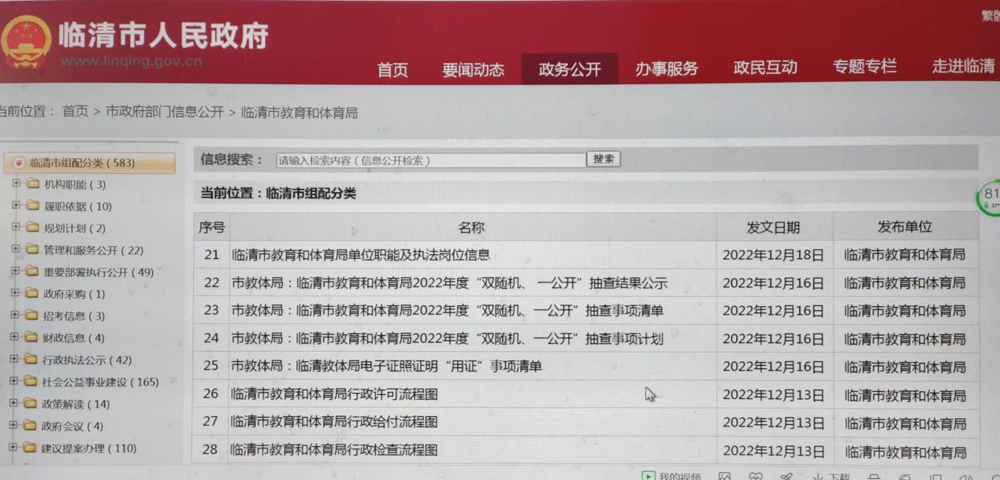 临清市人民政府
www.linqing.gov.cn
首页 要闻动态 政务公开 办事服务 政民互动 专题专栏 走进临清
当前位置： 首页 > 市政府部门信息公开 > 临清市教育和体育局
临清市组配分类 ( 583)
机构职能 ( 3)
履职依据 ( 10)
规划计划 ( 2)
管理和服务公开 ( 22)
重要部署执行公开 ( 49)
政府采购 ( 1)
招考信息 ( 3)
财政信息 ( 4)
行政执法公示 ( 42)
社会公益事业建设 ( 165)
政策解读 ( 14)
政府会议 ( 4)
建议提案办理 ( 110)
信息搜索： 请输入检索内容（信息公开检索） 搜索
当前位置：临清市组配分类
序号 名称 发文日期 发布单位
21 临清市教育和体育局单位职能及执法岗位信息 2022年12月18日 临清市教育和体育局
22 市教体局：临清市教育和体育局2022年度“双随机、一公开”抽查结果公示 2022年12月16日 临清市教育和体育局
23 市教体局：临清市教育和体育局2022年度“双随机、一公开”抽查事项清单 2022年12月16日 临清市教育和体育局
24 市教体局：临清市教育和体育局2022年度“双随机、一公开”抽查事项计划 2022年12月16日 临清市教育和体育局
25 市教体局：临清教体局电子证照证明“用证”事项清单 2022年12月16日 临清市教育和体育局
26 临清市教育和体育局行政许可流程图 2022年12月13日 临清市教育和体育局
27 临清市教育和体育局行政给付流程图 2022年12月13日 临清市教育和体育局
28 临清市教育和体育局行政检查流程图 2022年12月13日 临清市教育和体育局
81
我的视频 下载